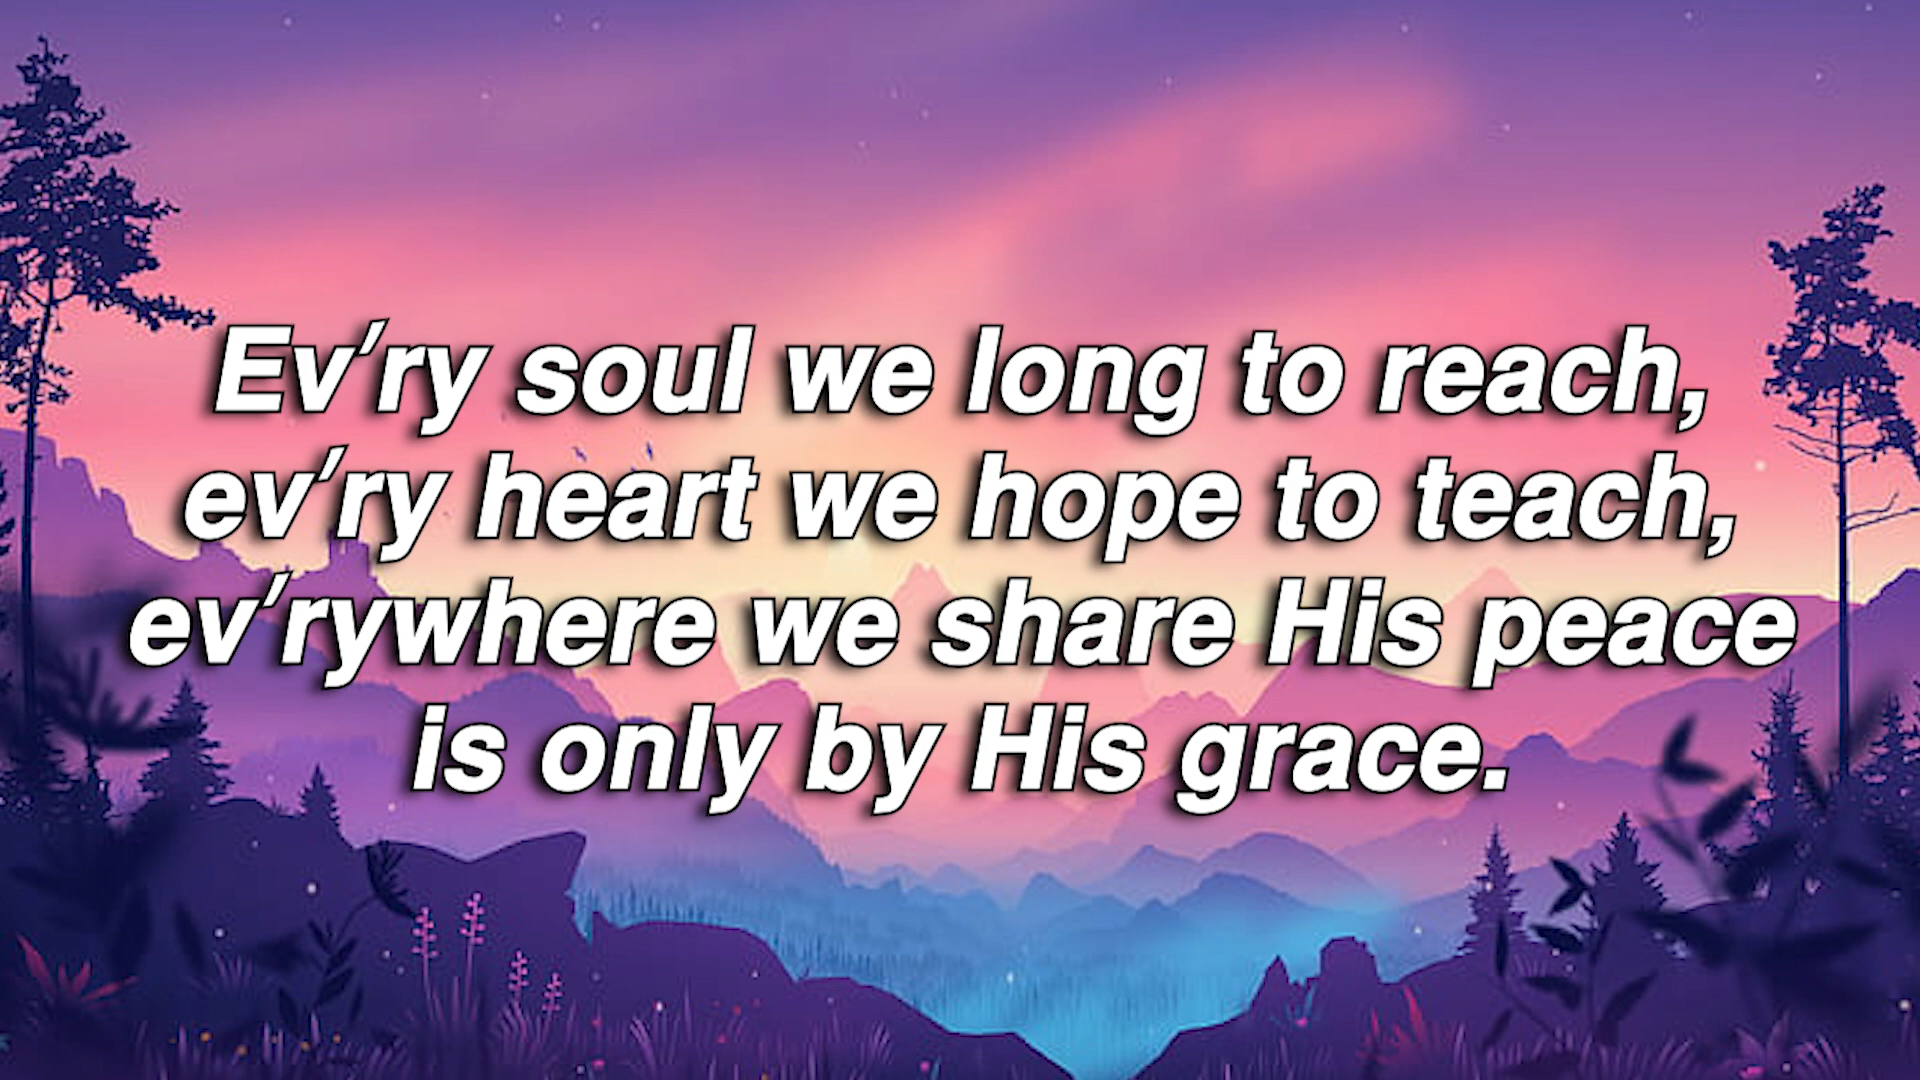 Ev'ry soul we long to reach,
ev'ry heart we hope to teach,
ev'rywhere we share His peace
is only by His grace.